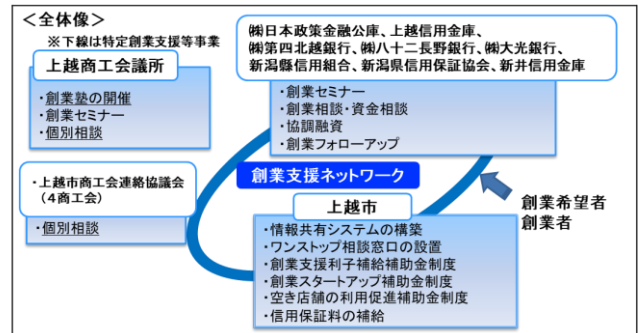 ＜全体像＞
※下線は特定創業支援等事業
上越商工会議所
・創業塾の開催
・創業セミナー
・個別相談
㈱日本政策金融公庫、上越信用金庫、
㈱第四北越銀行、㈱八十二長野銀行、㈱大光銀行、
新潟縣信用組合、新潟県信用保証協会、新井信用金庫
・創業セミナー
・創業相談・資金相談
・協調融資
・創業フォローアップ
・上越市商工会連絡協議会
（４商工会）
・個別相談
創業支援ネットワーク
上越市
・情報共有システムの構築
・ワンストップ相談窓口の設置
・創業支援利子補給補助金制度
・創業スタートアップ補助金制度
・空き店舗の利用促進補助金制度
・信用保証料の補給
創業希望者
創業者